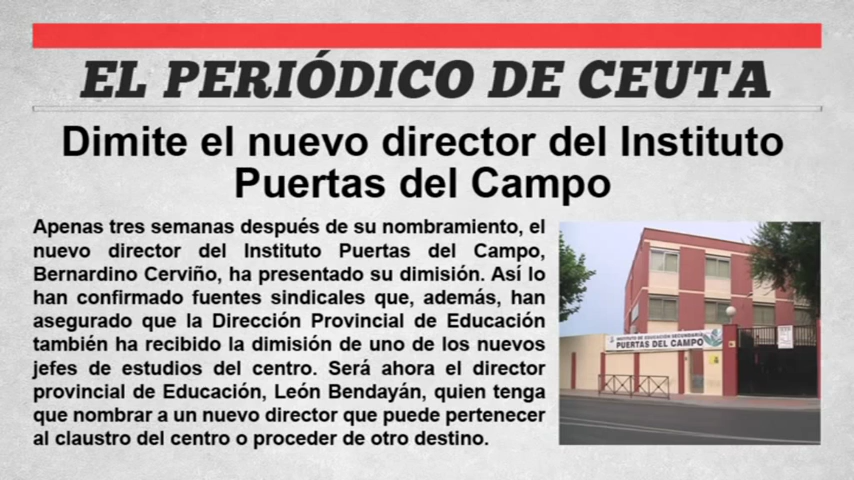 EL PERIÓDICO DE CEUTA
Dimite el nuevo director del Instituto
Puertas del Campo
Apenas tres semanas después de su nombramiento, el
nuevo director del Instituto Puertas del Campo,
Bernardino Cerviño, ha presentado su dimisión. Así lo
han confirmado fuentes sindicales que, además, han
asegurado que la Dirección Provincial de Educación
también ha recibido la dimisión de uno de los nuevos
jefes de estudios del centro. Será ahora el director
provincial de Educación, León Bendayán, quien tenga
que nombrar a un nuevo director que puede pertenecer
al claustro del centro o proceder de otro destino.
INSTITUTO DE EDUCACIÓN SECUNDARIA
PUERTAS DEL CAMPO